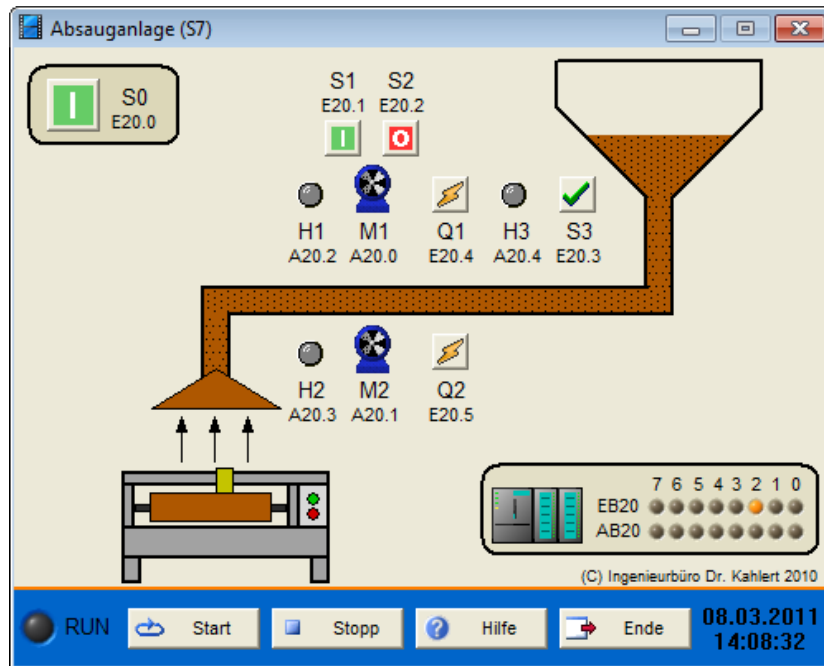 Absauganlage (S7)
S0
E20.0
S1 S2
E20.1 E20.2
I
I O
H1 M1 Q1 H3 S3
A20.2 A20.0 E20.4 A20.4 E20.3
H2 M2 Q2
A20.3 A20.1 E20.5
7 6 5 4 3 2 1 0
EB20
AB20
(C) Ingenieurbüro Dr. Kahlert 2010
RUN Start Stopp Hilfe Ende 08.03.2011
14:08:32